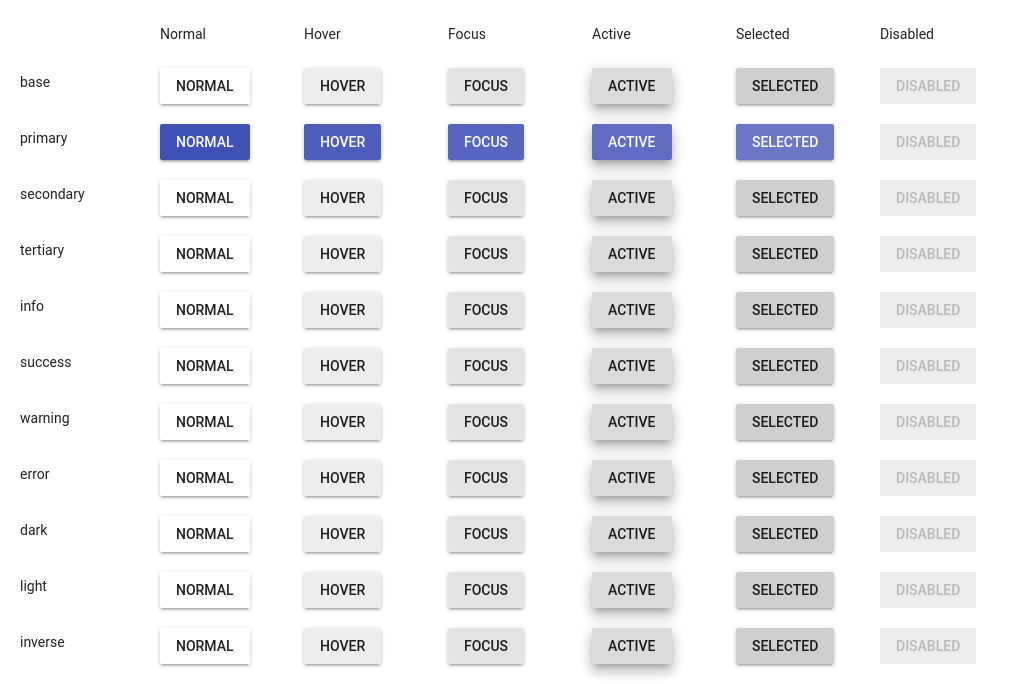 Normal Hover Focus Active Selected Disabled
base NORMAL HOVER FOCUS ACTIVE SELECTED DISABLED
primary NORMAL HOVER FOCUS ACTIVE SELECTED DISABLED
secondary NORMAL HOVER FOCUS ACTIVE SELECTED DISABLED
tertiary NORMAL HOVER FOCUS ACTIVE SELECTED DISABLED
info NORMAL HOVER FOCUS ACTIVE SELECTED DISABLED
success NORMAL HOVER FOCUS ACTIVE SELECTED DISABLED
warning NORMAL HOVER FOCUS ACTIVE SELECTED DISABLED
error NORMAL HOVER FOCUS ACTIVE SELECTED DISABLED
dark NORMAL HOVER FOCUS ACTIVE SELECTED DISABLED
light NORMAL HOVER FOCUS ACTIVE SELECTED DISABLED
inverse NORMAL HOVER FOCUS ACTIVE SELECTED DISABLED